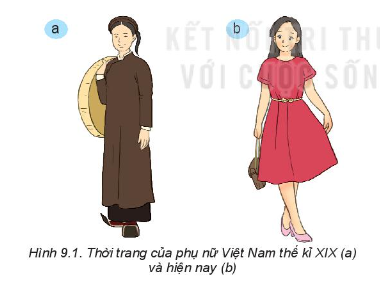 a
b
KẾT NỐI TRI THỨ
VỚI CUỘC SỐNG
Hình 9.1. Thời trang của phụ nữ Việt Nam thế kỉ XIX (a)
và hiện nay (b)